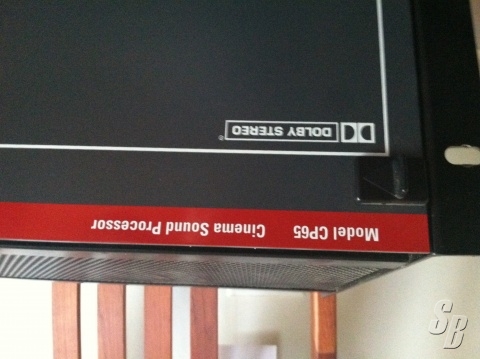 Model CP65 Cinema Sound Processor
DOLBY STEREO®
SB